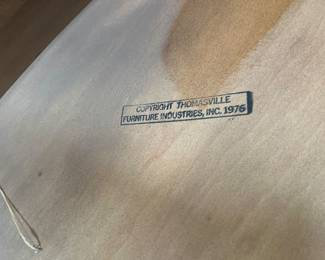 COPYRIGHT THOMASVILLE
FURNITURE INDUSTRIES, INC. 1976